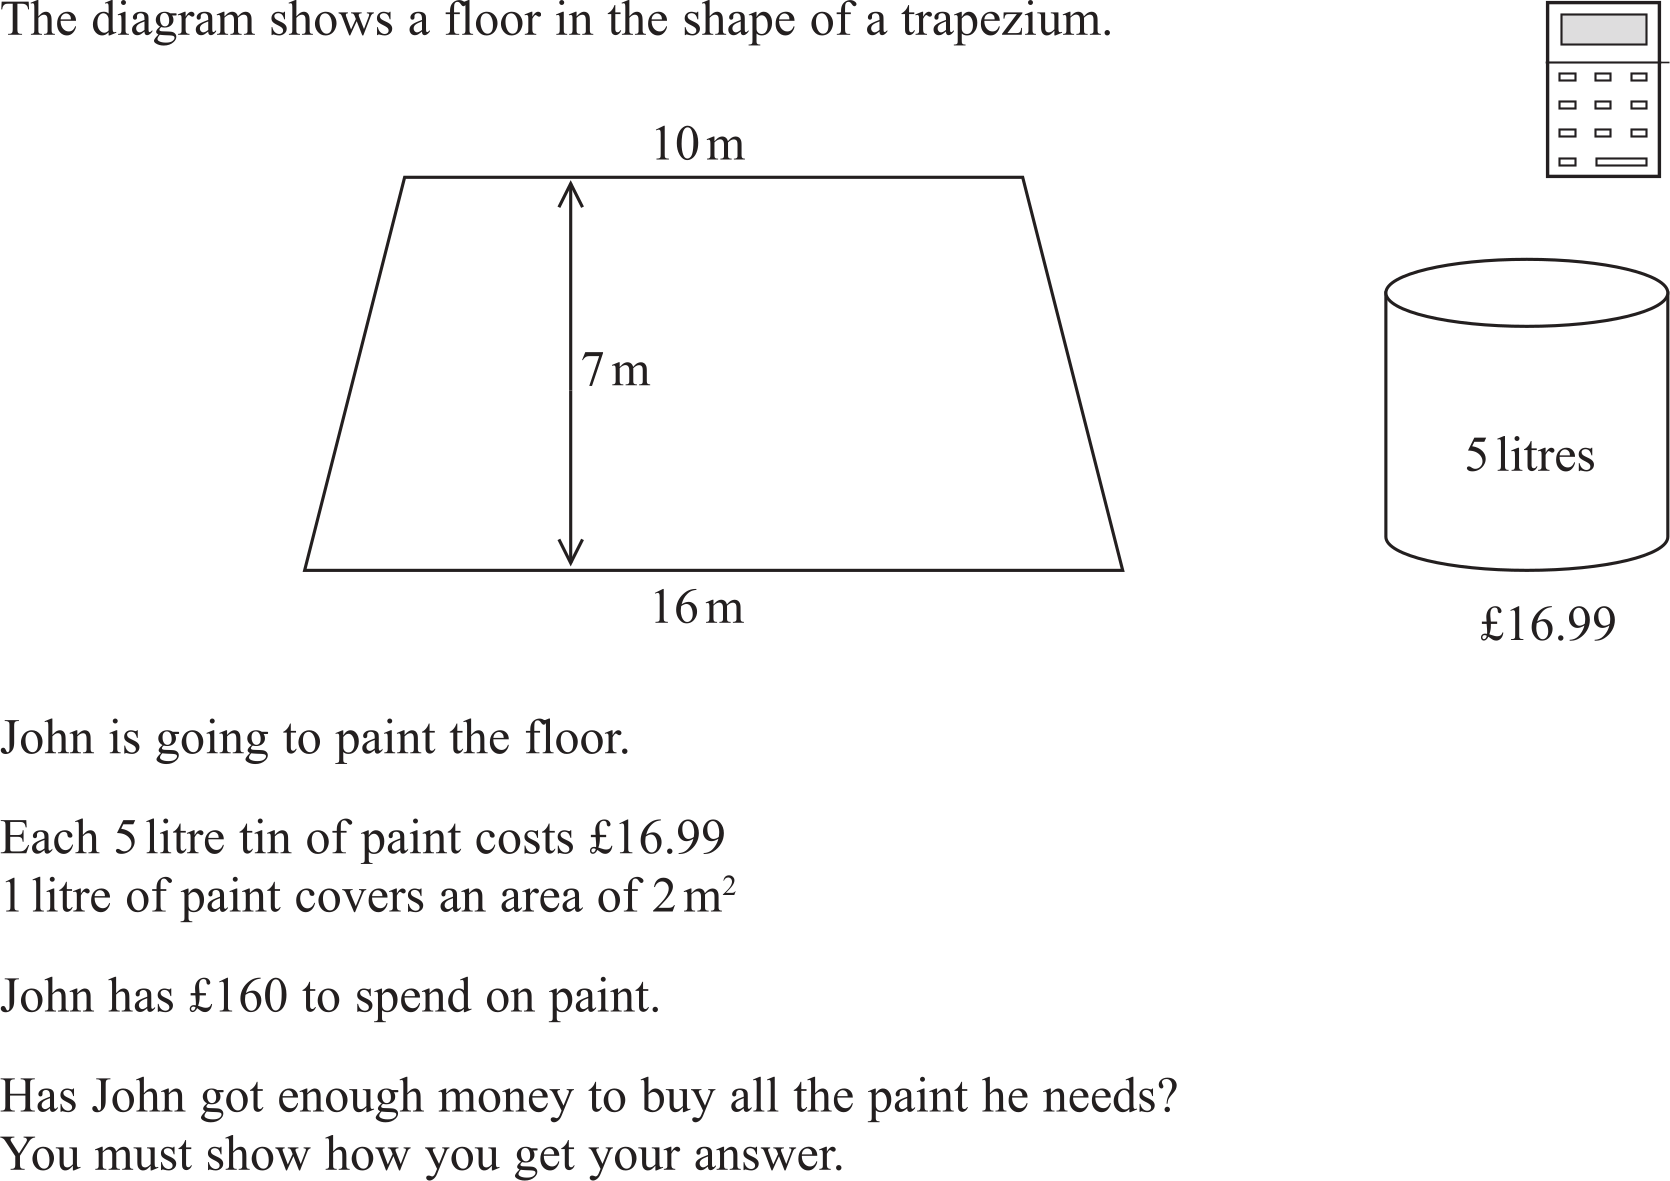 The diagram shows a floor in the shape of a trapezium.
10 m
7 m
16 m
5 litres
£16.99
John is going to paint the floor.
Each 5 litre tin of paint costs £16.99
1 litre of paint covers an area of 2 m²
John has £160 to spend on paint.
Has John got enough money to buy all the paint he needs?
You must show how you get your answer.